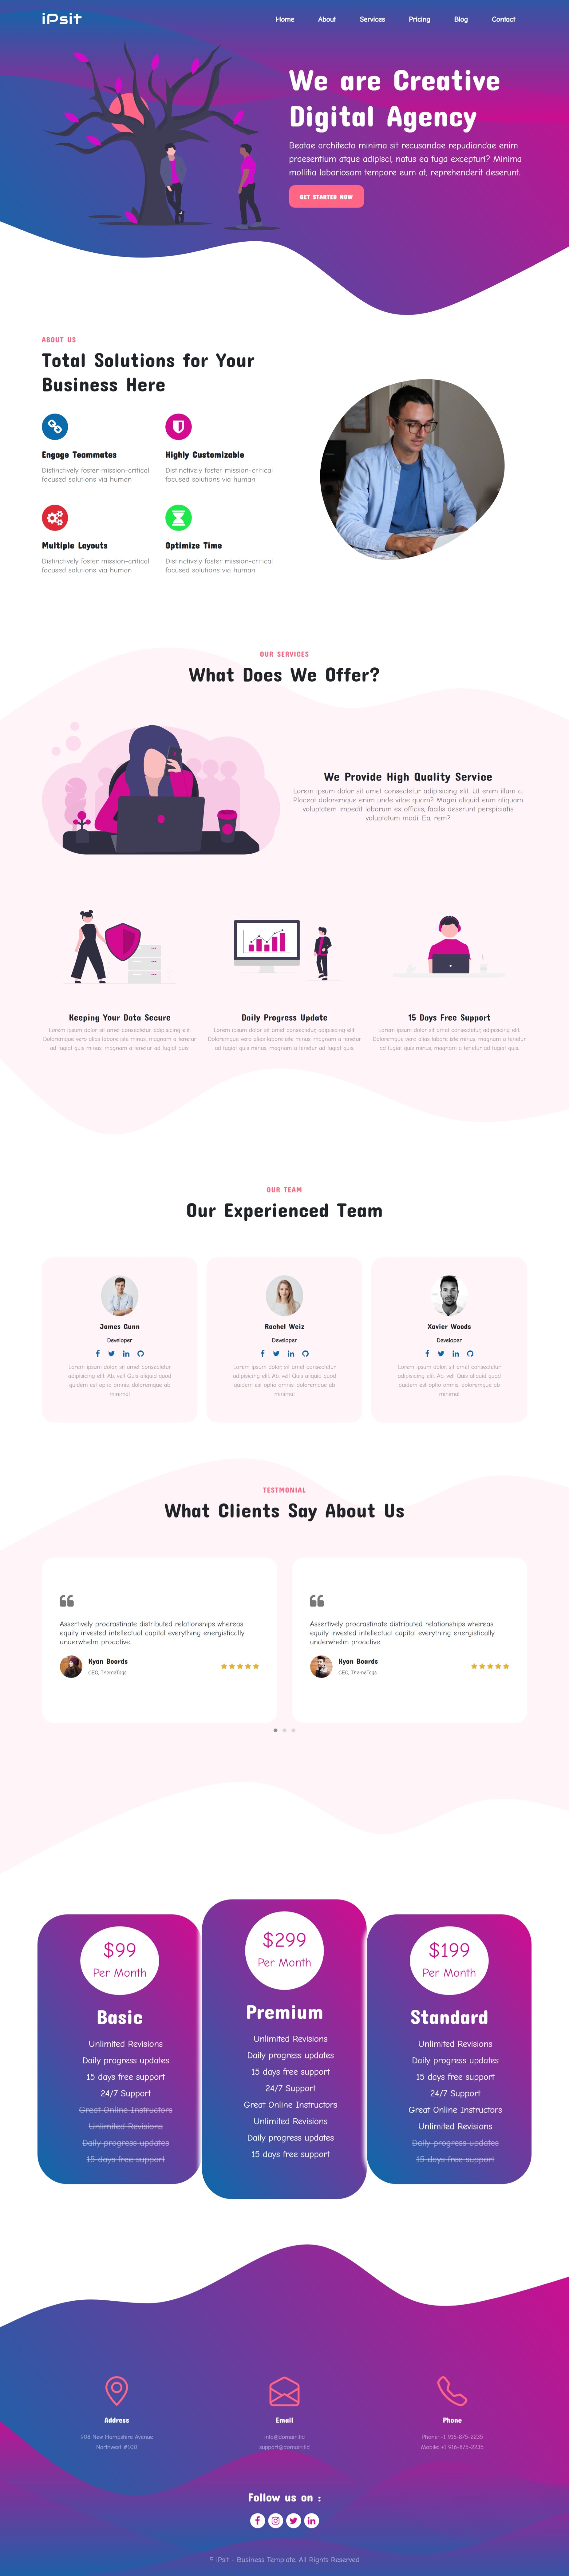 iPsit
Home About Services Pricing Blog Contact
We are Creative
Digital Agency
Beatae architecto minima sit recusandae repudiandae enim
praesentium atque adipisci, natus ea fuga excepturi? Minima
mollitia laboriosam tempore eum at, reprehenderit deserunt.
GET STARTED NOW
ABOUT US
Total Solutions for Your
Business Here
Engage Teammates
Distinctively foster mission-critical
focused solutions via human
Highly Customizable
Distinctively foster mission-critical
focused solutions via human
Multiple Layouts
Distinctively foster mission-critical
focused solutions via human
Optimize Time
Distinctively foster mission-critical
focused solutions via human
OUR SERVICES
What Does We Offer?
We Provide High Quality Service
Lorem ipsum dolor sit amet consectetur adipisicing elit. Ut enim illum a.
Placeat doloremque enim unde vitae quam? Magni aliquid eum aliquam
voluptatem impedit laborum ex officiis, facilis deserunt perspiciatis
voluptatum modi. Ea, rem?
Keeping Your Data Secure
Lorem ipsum dolor sit amet consectetur, adipisicing elit.
Doloremque vero alias labore iste minus, magnam a tenetur
ad fugiat quis minus, magnam a tenetur ad fugiat quis.
Daily Progress Update
Lorem ipsum dolor sit amet consectetur, adipisicing elit.
Doloremque vero alias labore iste minus, magnam a tenetur
ad fugiat quis minus, magnam a tenetur ad fugiat quis.
15 Days Free Support
Lorem ipsum dolor sit amet consectetur, adipisicing elit.
Doloremque vero alias labore iste minus, magnam a tenetur
ad fugiat quis minus, magnam a tenetur ad fugiat quis.
OUR TEAM
Our Experienced Team
James Gunn
Developer
Lorem ipsum dolor, sit amet consectetur
adipisicing elit. Ab, vel! Quis aliquid quod
quidem est optio omnis, doloremque ab
minima!
Rachel Weiz
Developer
Lorem ipsum dolor, sit amet consectetur
adipisicing elit. Ab, vel! Quis aliquid quod
quidem est optio omnis, doloremque ab
minima!
Xavier Woods
Developer
Lorem ipsum dolor, sit amet consectetur
adipisicing elit. Ab, vel! Quis aliquid quod
quidem est optio omnis, doloremque ab
minima!
TESTMONIAL
What Clients Say About Us
Assertively procrastinate distributed relationships whereas
equity invested intellectual capital everything energistically
underwhelm proactive.
Kyan Boards
CEO, ThemeTags
Assertively procrastinate distributed relationships whereas
equity invested intellectual capital everything energistically
underwhelm proactive.
Kyan Boards
CEO, ThemeTags
$99
Per Month
Basic
Unlimited Revisions
Daily progress updates
15 days free support
24/7 Support
Great Online Instructors
Unlimited Revisions
Daily progress updates
15 days free support
$299
Per Month
Premium
Unlimited Revisions
Daily progress updates
15 days free support
24/7 Support
Great Online Instructors
Unlimited Revisions
Daily progress updates
15 days free support
$199
Per Month
Standard
Unlimited Revisions
Daily progress updates
15 days free support
24/7 Support
Great Online Instructors
Unlimited Revisions
Daily progress updates
15 days free support
Address
908 New Hampshire Avenue
Northwest #100
Email
info@domain.ltd
support@domain.ltd
Phone
Phone: +1 916-875-2235
Mobile: +1 916-875-2235
Follow us on :
® iPsit - Business Template. All Rights Reserved